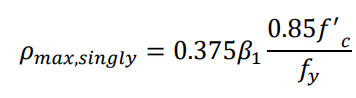 ρmax,singly = 0.375β1 0.85f′c / fy